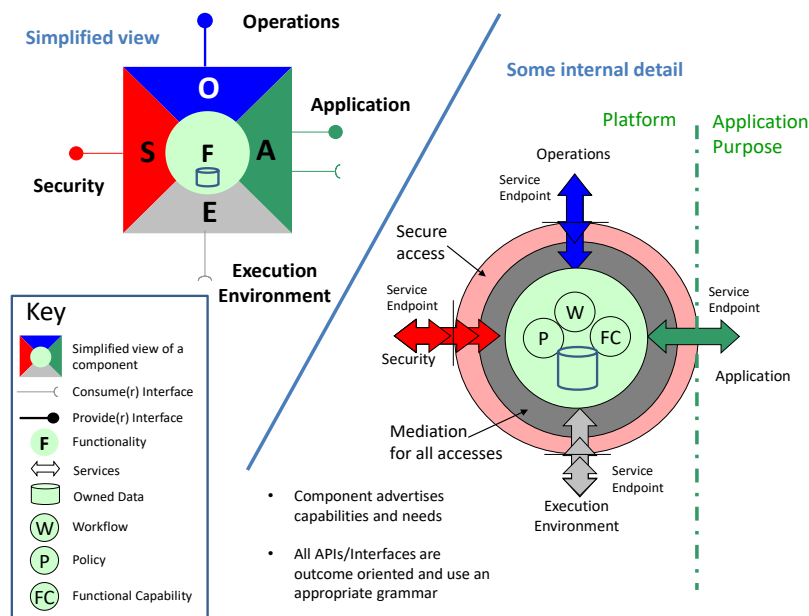 Simplified view
Operations
O
S
F
A
E
Application
Security
Execution
Environment
Key
Simplified view of a
component
Consume(r) Interface
Provide(r) Interface
F
Functionality
Services
Owned Data
W
Workflow
P
Policy
FC
Functional Capability
Some internal detail
Platform
Application
Purpose
Operations
Service
Endpoint
Secure
access
Service
Endpoint
Security
W
P
FC
Service
Endpoint
Application
Mediation
for all accesses
Service
Endpoint
Execution
Environment
• Component advertises
capabilities and needs
• All APIs/Interfaces are
outcome oriented and use an
appropriate grammar